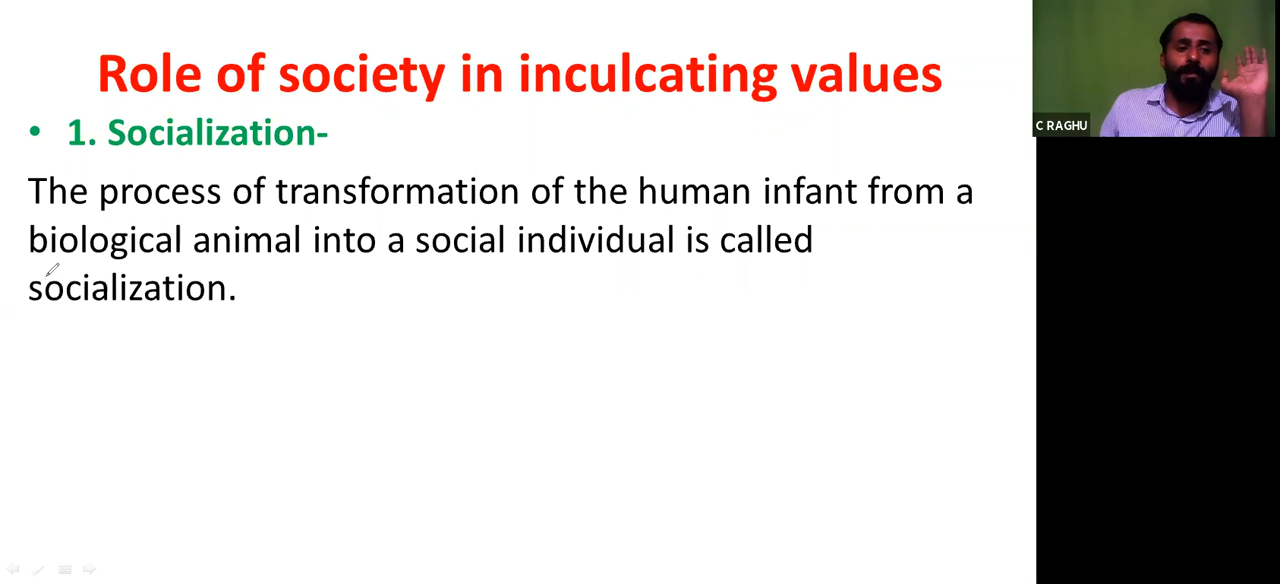 Role of society in inculcating values
• 1. Socialization-
The process of transformation of the human infant from a
biological animal into a social individual is called
socialization.
C RAGHU